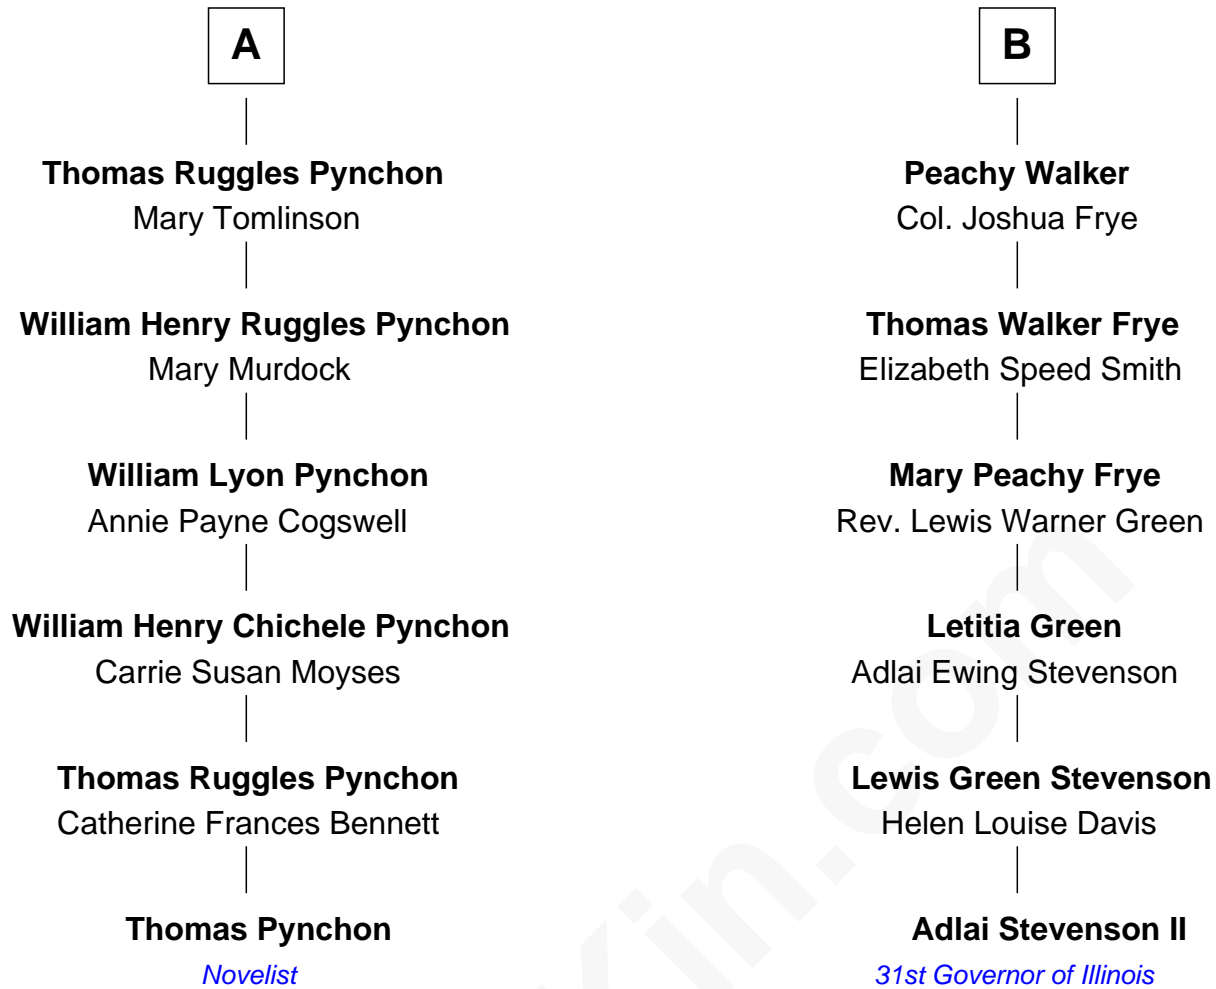 A
Thomas Ruggles Pynchon
Mary Tomlinson
William Henry Ruggles Pynchon
Mary Murdock
William Lyon Pynchon
Annie Payne Cogswell
William Henry Chichele Pynchon
Carrie Susan Moyses
Thomas Ruggles Pynchon
Catherine Frances Bennett
Thomas Pynchon
Novelist
B
Peachy Walker
Col. Joshua Frye
Thomas Walker Frye
Elizabeth Speed Smith
Mary Peachy Frye
Rev. Lewis Warner Green
Letitia Green
Adlai Ewing Stevenson
Lewis Green Stevenson
Helen Louise Davis
Adlai Stevenson II
31st Governor of Illinois
Kin.com